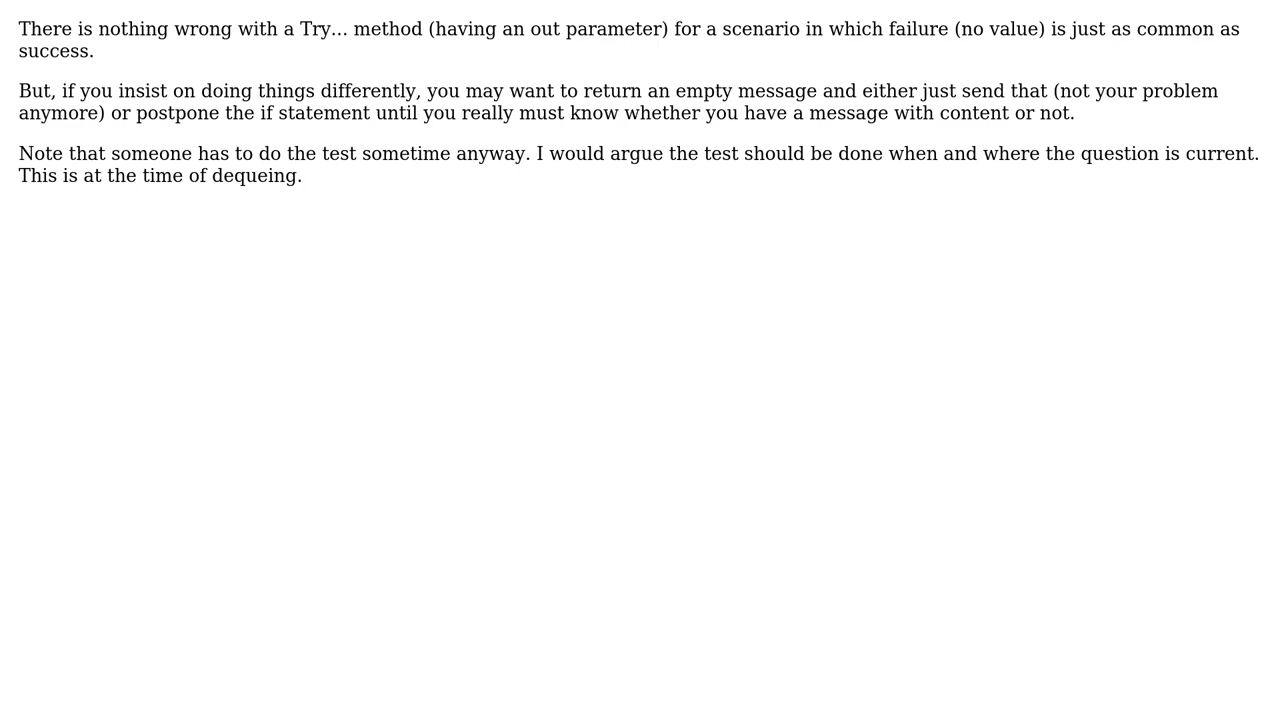 There is nothing wrong with a Try... method (having an out parameter) for a scenario in which failure (no value) is just as common as
success.
But, if you insist on doing things differently, you may want to return an empty message and either just send that (not your problem
anymore) or postpone the if statement until you really must know whether you have a message with content or not.
Note that someone has to do the test sometime anyway. I would argue the test should be done when and where the question is current.
This is at the time of dequeing.